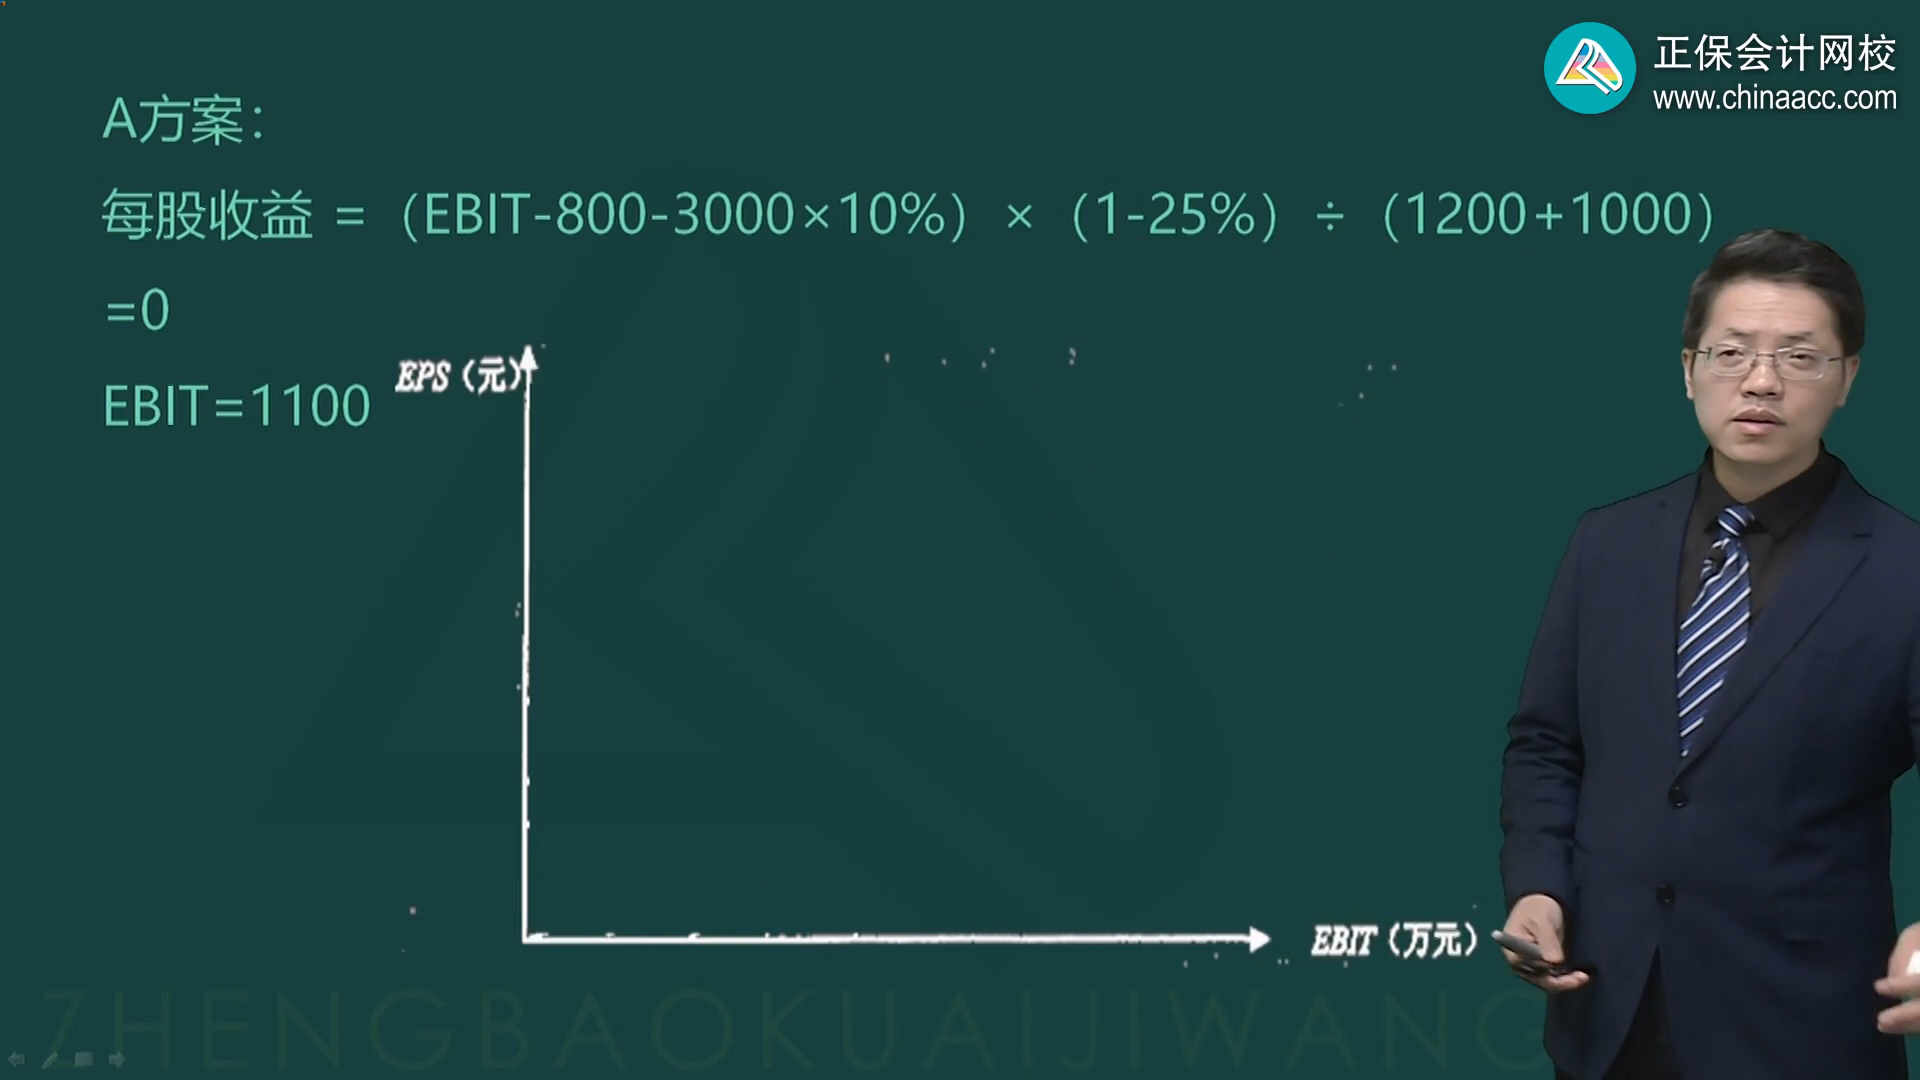 正保会计网校
www.chinaacc.com
A方案：
每股收益 =（EBIT-800-3000×10%）×（1-25%）÷（1200+1000）
=0
EBIT=1100
EPS（元）
EBIT（万元）
ZHENGBAOKUAIJIWANG